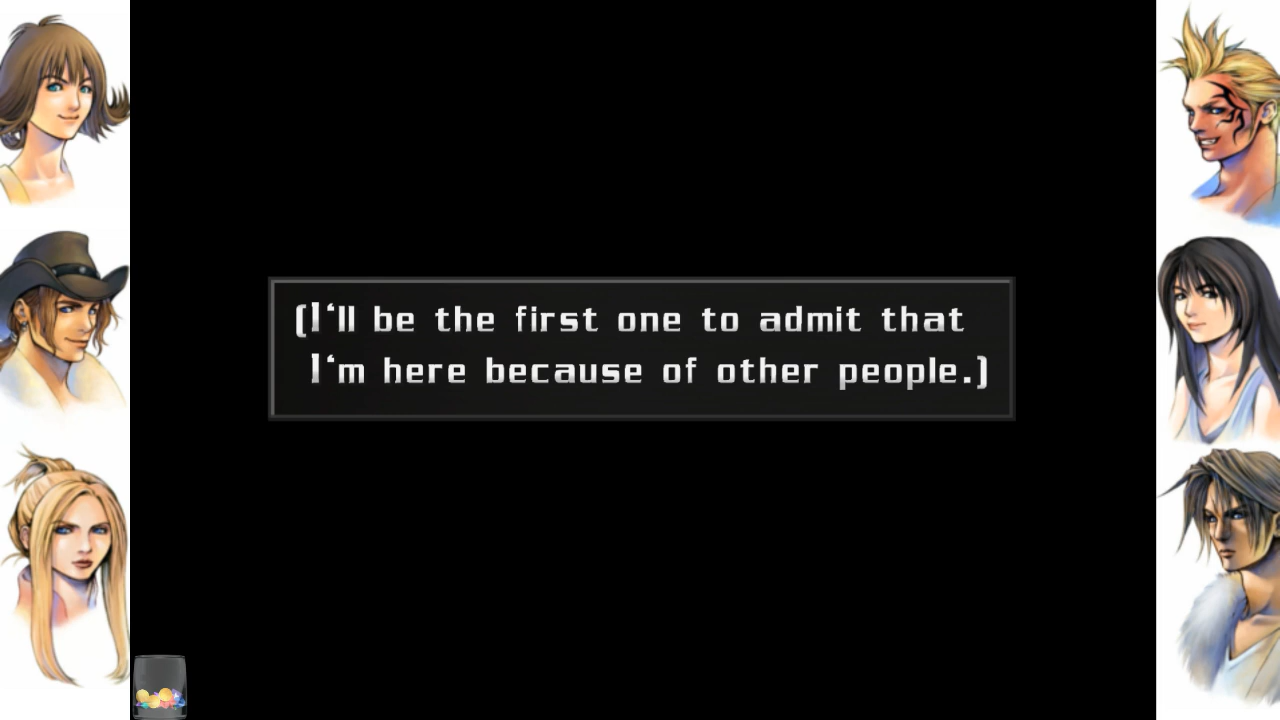 (I‘ll be the first one to admit that
I‘m here because of other people.)